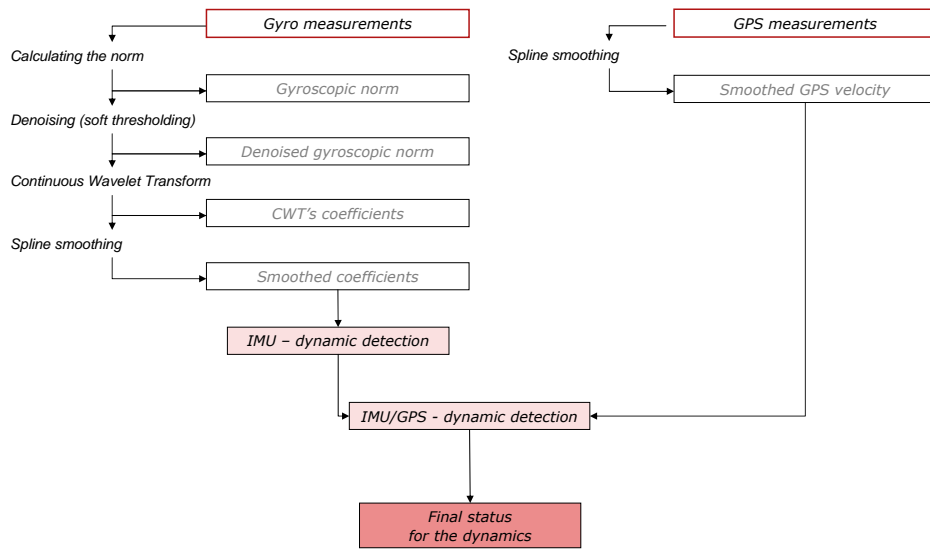 Gyro measurements
GPS measurements
Calculating the norm
Spline smoothing
Gyroscopic norm
Smoothed GPS velocity
Denoising (soft thresholding)
Denoised gyroscopic norm
Continuous Wavelet Transform
CWT's coefficients
Spline smoothing
Smoothed coefficients
IMU – dynamic detection
IMU/GPS - dynamic detection
Final status
for the dynamics